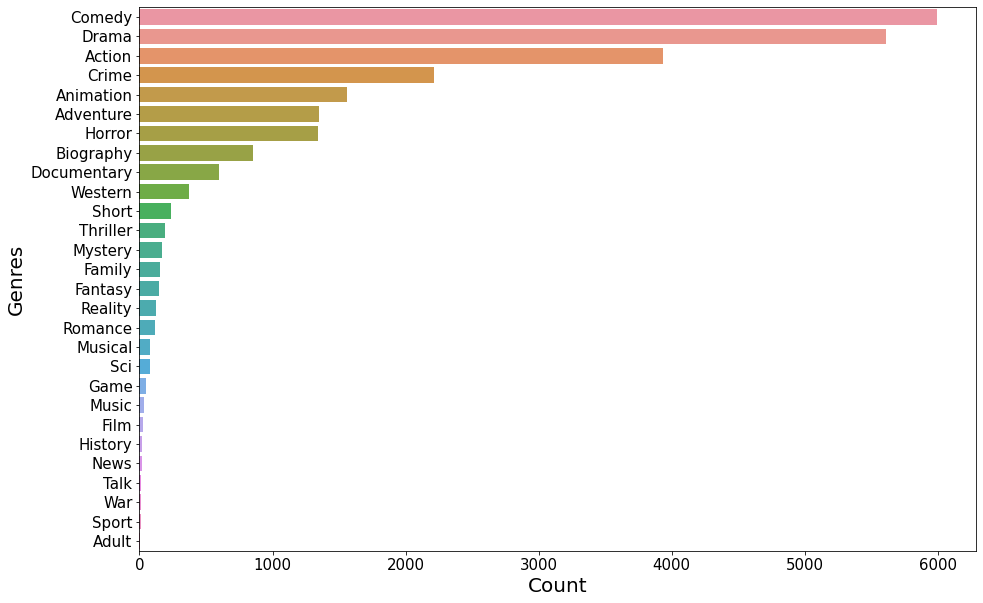 Comedy
Drama
Action
Crime
Animation
Adventure
Horror
Biography
Documentary
Western
Short
Thriller
Mystery
Family
Fantasy
Reality
Romance
Musical
Sci
Game
Music
Film
History
News
Talk
War
Sport
Adult
Genres
0 1000 2000 3000 4000 5000 6000
Count